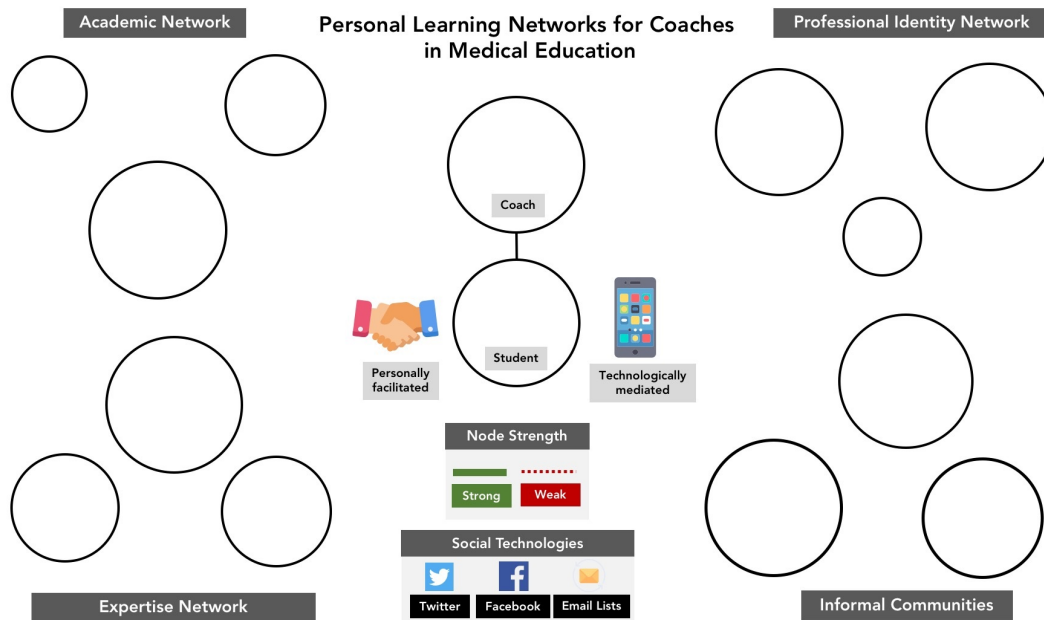 Academic Network
Personal Learning Networks for Coaches
in Medical Education
Professional Identity Network
Coach
Student
Personally
facilitated
Technologically
mediated
Node Strength
Strong
Weak
Social Technologies
Twitter
Facebook
Email Lists
Expertise Network
Informal Communities